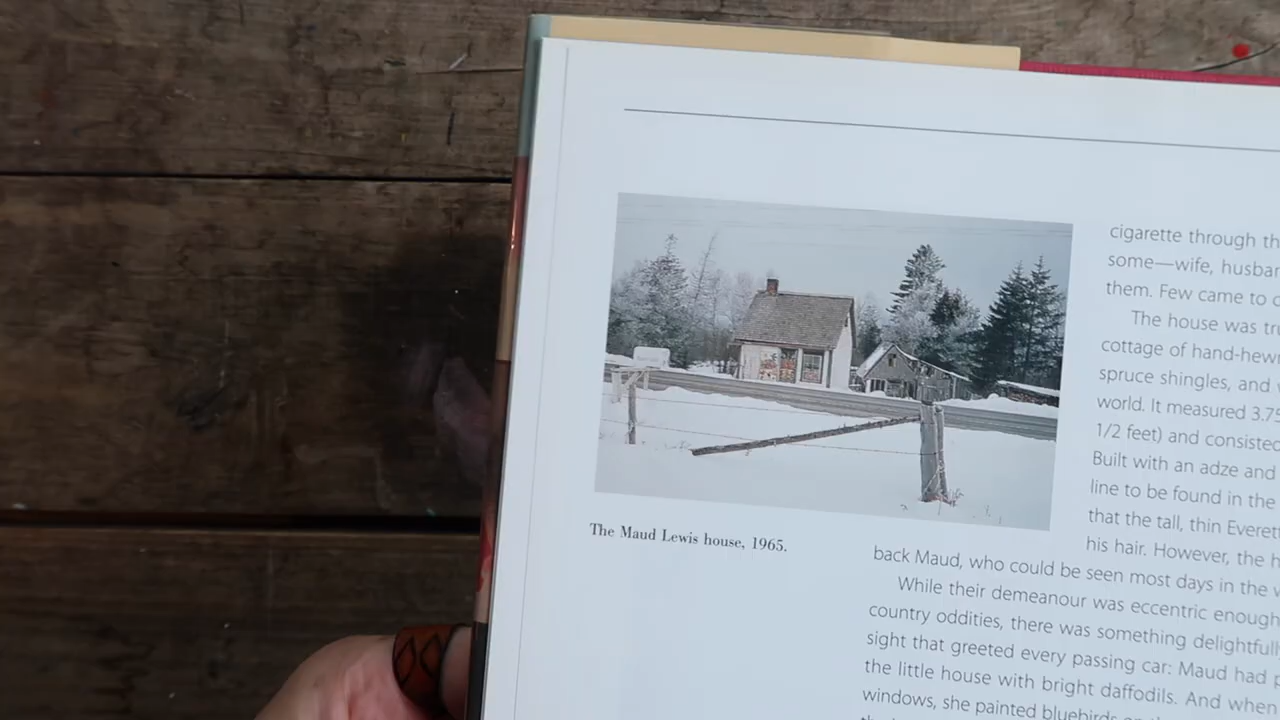 The Maud Lewis house, 1965.
cigarette through th
some—wife, husban
them. Few came to
The house was tr
cottage of hand-hew
spruce shingles, and
world. It measured 3.75
1/2 feet) and consisted
Built with an adze and
line to be found in the
that the tall, thin Everett
his hair. However, the h
back Maud, who could be seen most days in the w
While their demeanour was eccentric enough
country oddities, there was something delightfully
sight that greeted every passing car: Maud had p
the little house with bright daffodils. And when
windows, she painted bluebirds